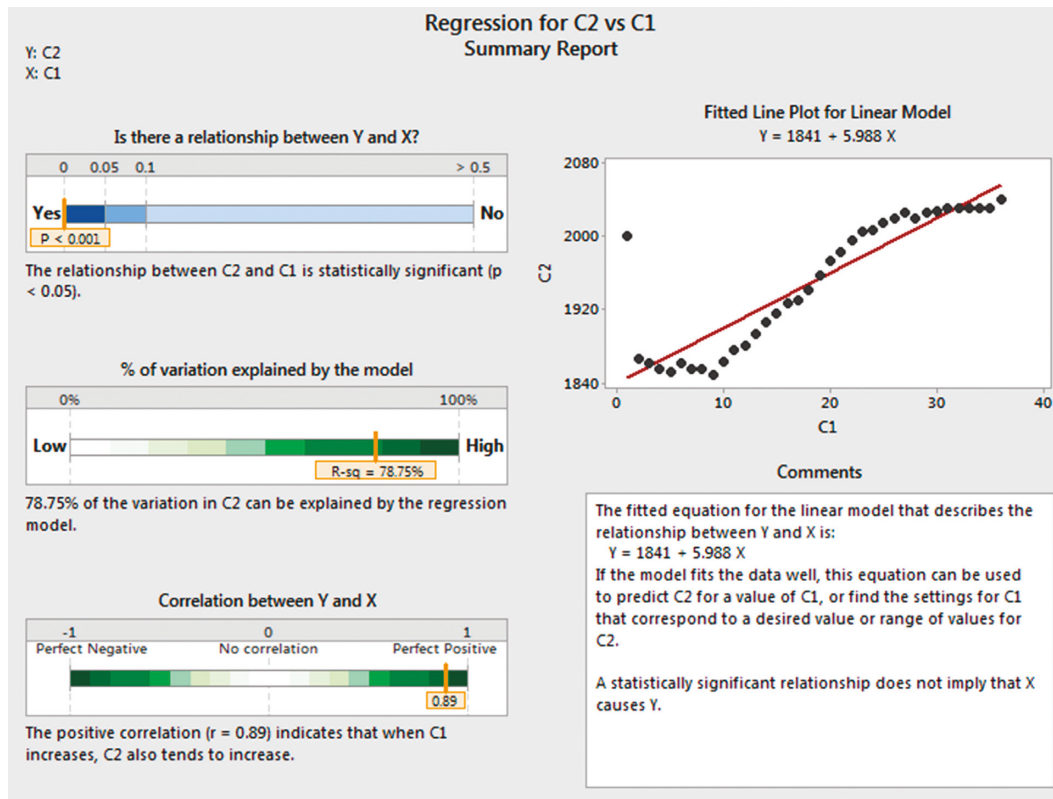 Regression for C2 vs C1
Summary Report
Y: C2
X: C1
Is there a relationship between Y and X?
0 0.05 0.1 > 0.5
Yes No
P < 0.001
The relationship between C2 and C1 is statistically significant (p
< 0.05).
% of variation explained by the model
0% 100%
Low High
R-sq = 78.75%
78.75% of the variation in C2 can be explained by the regression
model.
Correlation between Y and X
-1 0 1
Perfect Negative No correlation Perfect Positive
0.89
The positive correlation (r = 0.89) indicates that when C1
increases, C2 also tends to increase.
Fitted Line Plot for Linear Model
Y = 1841 + 5.988 X
2080
2000
1920
1840
C2
0 10 20 30 40
C1
Comments
The fitted equation for the linear model that describes the
relationship between Y and X is:
Y = 1841 + 5.988 X
If the model fits the data well, this equation can be used
to predict C2 for a value of C1, or find the settings for C1
that correspond to a desired value or range of values for
C2.
A statistically significant relationship does not imply that X
causes Y.